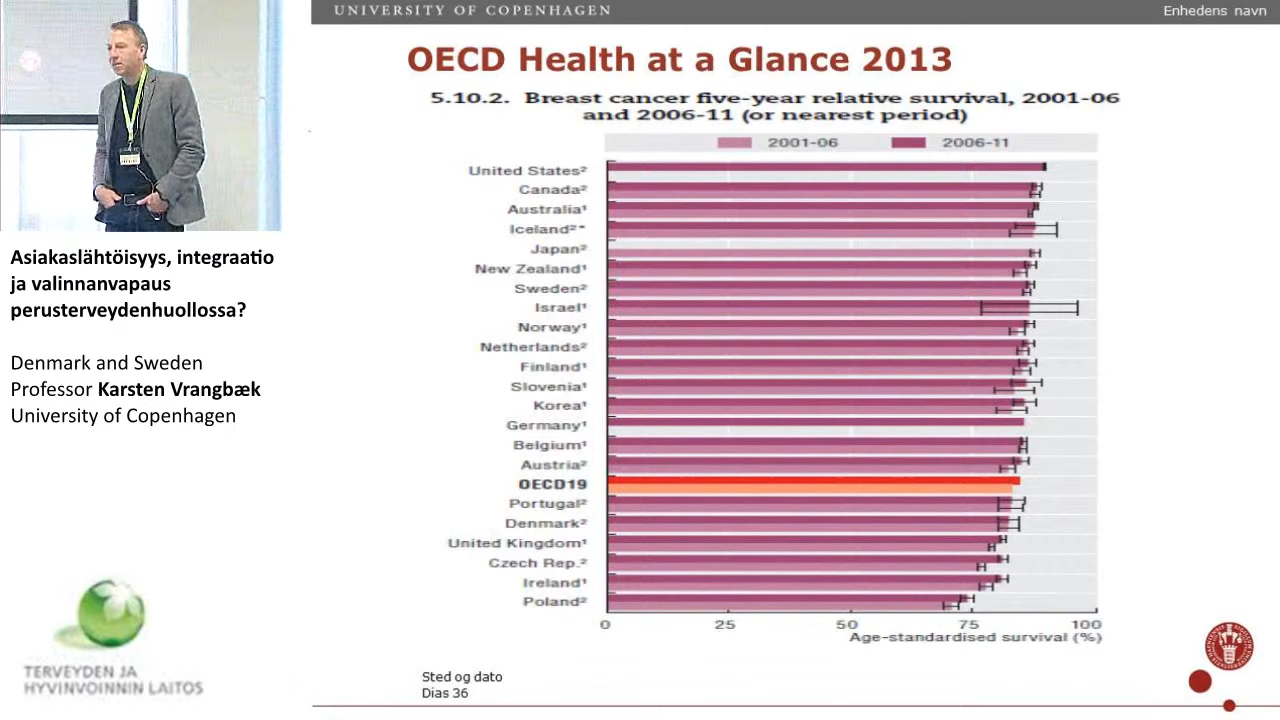 UNIVERSITY OF COPENHAGEN
Enhedens navn
OECD Health at a Glance 2013
5.10.2. Breast cancer five-year relative survival, 2001-06
and 2006-11 (or nearest period)
2001-06 2006-11
United States²
Canada²
Australia¹
Iceland²*
Japan²
New Zealand¹
Sweden²
Israel¹
Norway¹
Netherlands²
Finland¹
Slovenia¹
Korea¹
Germany¹
Belgium¹
Austria²
OECD19
Portugal²
Denmark²
United Kingdom¹
Czech Rep.²
Ireland¹
Poland²
0 25 50 75 100
Age-standardised survival (%)
Asiakaslähtöisyys, integraatio
ja valinnanvapaus
perusterveydenhuollossa?
Denmark and Sweden
Professor Karsten Vrangbæk
University of Copenhagen
TERVEYDEN JA
HYVINVOINNIN LAITOS
Sted og dato
Dias 36